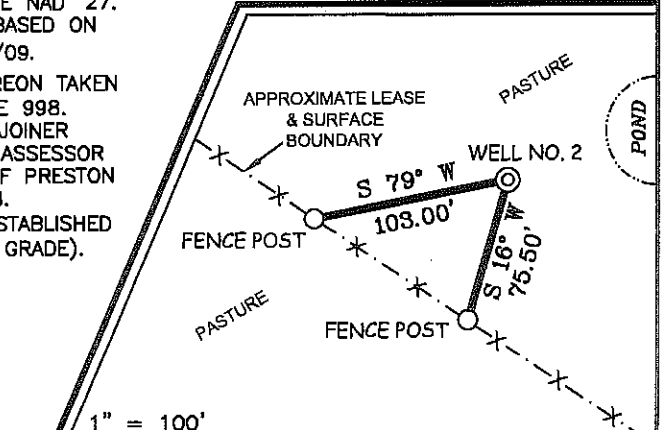 E NAD 27.
BASED ON
/09.
REON TAKEN
E 998.
JOINER
ASSESSOR
F PRESTON
STABLISHED
GRADE).
APPROXIMATE LEASE
& SURFACE
BOUNDARY
PASTURE
POND
WELL NO. 2
S 79° W
103.00'
FENCE POST
S 16° W
75.50'
PASTURE
FENCE POST
1" = 100'